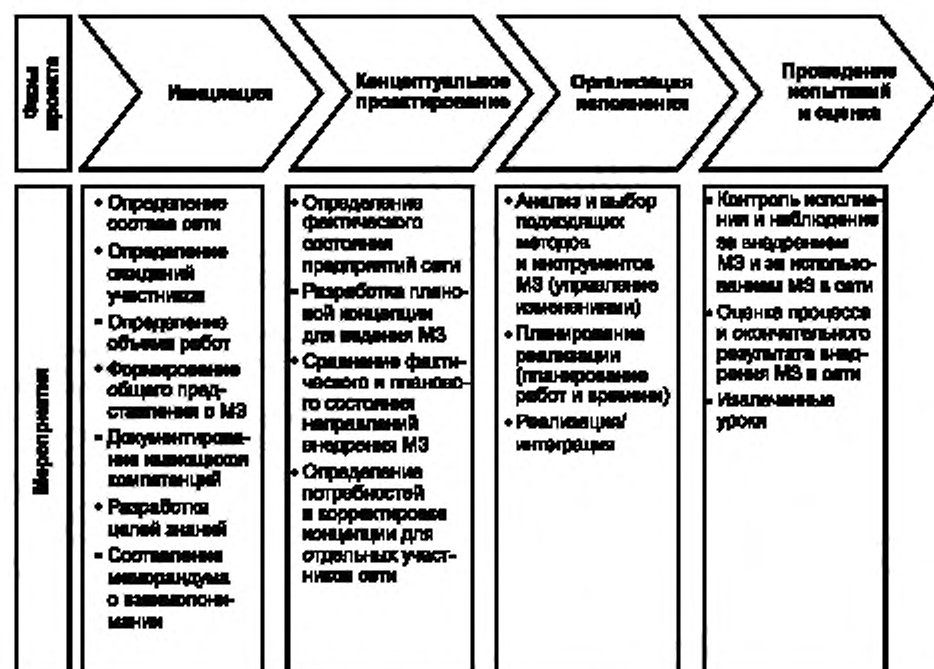 Фазы
проекта
Инициация
Концептуальное
проектирование
Организация
исполнения
Проведение
испытаний
и оценка
Мероприятия
• Определение
состава сети
• Определение
ожиданий
участников
• Определение
объема работ
• Формирование
общего пред-
ставления о МЗ
• Документирова-
ние имеющихся
компетенций
• Разработка
целей знаний
• Составление
меморандума
о взаимопони-
мании
• Определение
фактического
состояния
предприятий сети
• Разработка плано-
вой концепции
для ведения МЗ
• Сравнение факти-
ческого и планово-
го состояния
направлений
внедрения МЗ
• Определение
потребностей
в корректировке
концепции для
отдельных участ-
ников сети
• Анализ и выбор
подходящих
методов
и инструментов
МЗ (управление
изменениями)
• Планирование
реализации
(планирование
работ и времени)
• Реализация/
интеграция
• Контроль исполне-
ния и наблюдение
за внедрением
МЗ и за использо-
ванием МЗ в сети
• Оценка процесса
и окончательного
результата внед-
рения МЗ в сети
• Извлеченные
уроки